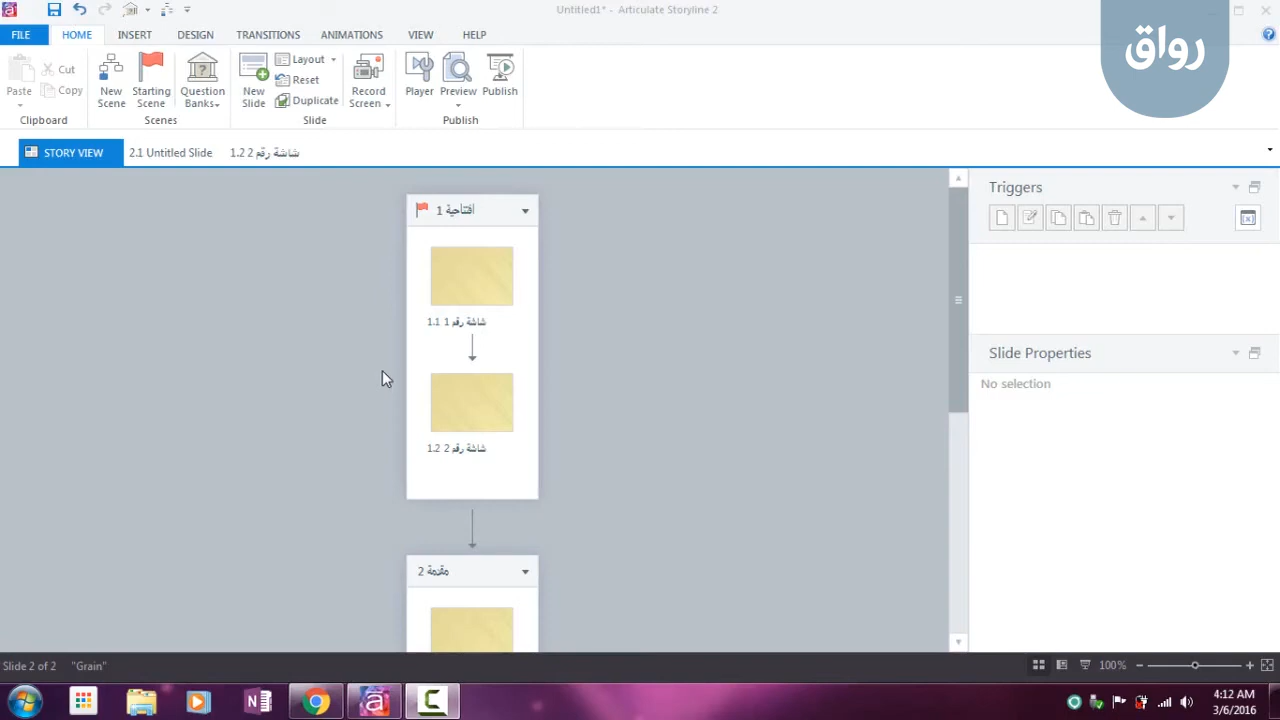 Untitled1* - Articulate Storyline 2
رواق
FILE
HOME
INSERT
DESIGN
TRANSITIONS
ANIMATIONS
VIEW
HELP
Paste
Cut
Copy
Clipboard
New Scene
Starting Scene
Question Banks
Scenes
New Slide
Layout
Reset
Duplicate
Slide
Record Screen
Player
Preview
Publish
Publish
STORY VIEW
2.1 Untitled Slide
1.2 شاشة رقم 2
1 افتتاحية
1.1 شاشة رقم 1
1.2 شاشة رقم 2
2 مقدمة
Triggers
Slide Properties
No selection
Slide 2 of 2
"Grain"
100%
4:12 AM
3/6/2016